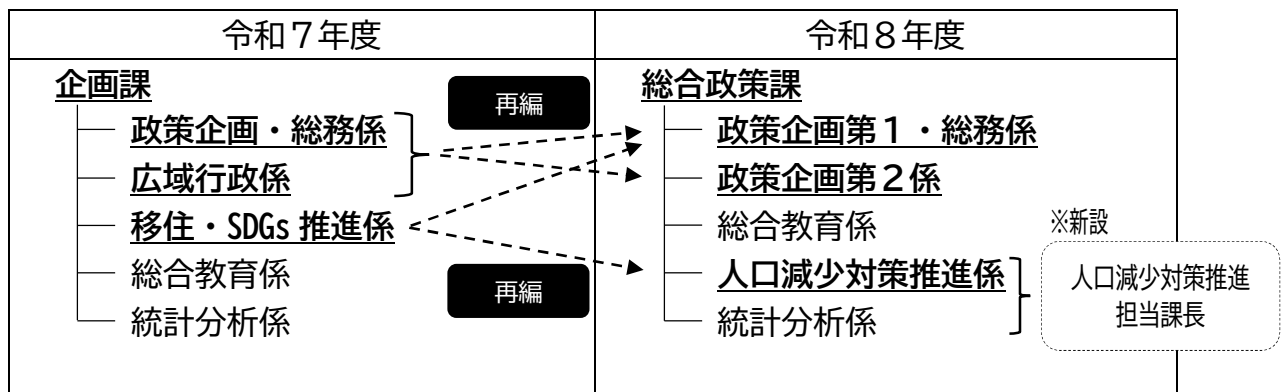 令和７年度
令和８年度
企画課
再編
政策企画・総務係
広域行政係
移住・SDGs 推進係
総合教育係
再編
統計分析係
総合政策課
政策企画第１・総務係
政策企画第２係
総合教育係
人口減少対策推進係
統計分析係
※新設
人口減少対策推進
担当課長